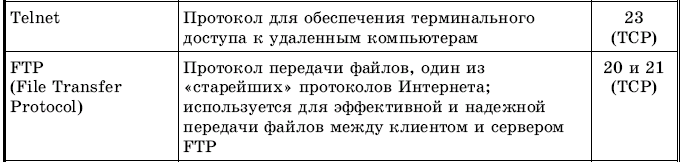 Telnet
Протокол для обеспечения терминального
доступа к удаленным компьютерам
23
(TCP)
FTP
(File Transfer
Protocol)
Протокол передачи файлов, один из
«старейших» протоколов Интернета;
используется для эффективной и надежной
передачи файлов между клиентом и сервером
FTP
20 и 21
(TCP)